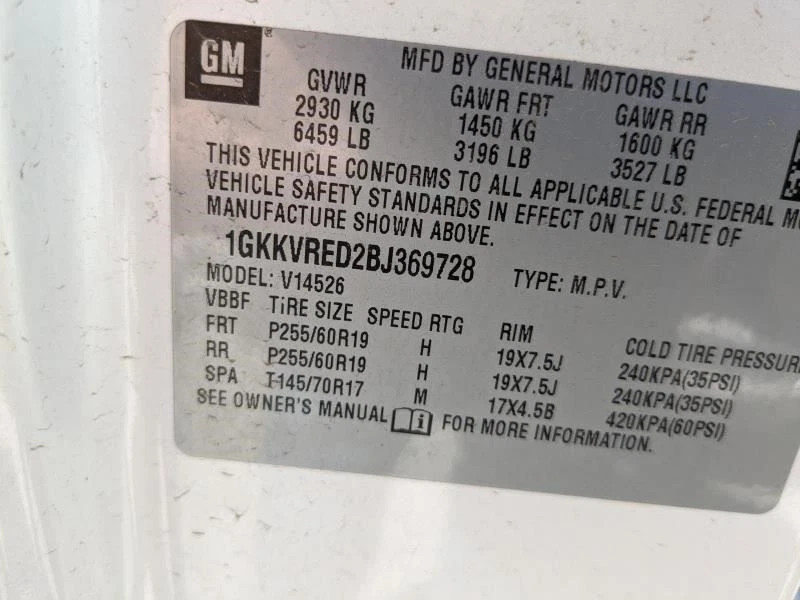 GM
MFD BY GENERAL MOTORS LLC
GVWR GAWR FRT GAWR RR
2930 KG 1450 KG 1600 KG
6459 LB 3196 LB 3527 LB
THIS VEHICLE CONFORMS TO ALL APPLICABLE U.S. FEDERAL
VEHICLE SAFETY STANDARDS IN EFFECT ON THE DATE OF
MANUFACTURE SHOWN ABOVE.
1GKKVRED2BJ369728 TYPE: M.P.V.
MODEL: V14526
VBBF TiRE SIZE SPEED RTG RIM COLD TIRE PRESSURE
FRT P255/60R19 H 19X7.5J 240KPA(35PSI)
RR P255/60R19 H 19X7.5J 240KPA(35PSI)
SPA T145/70R17 M 17X4.5B 420KPA(60PSI)
SEE OWNER'S MANUAL i FOR MORE INFORMATION.